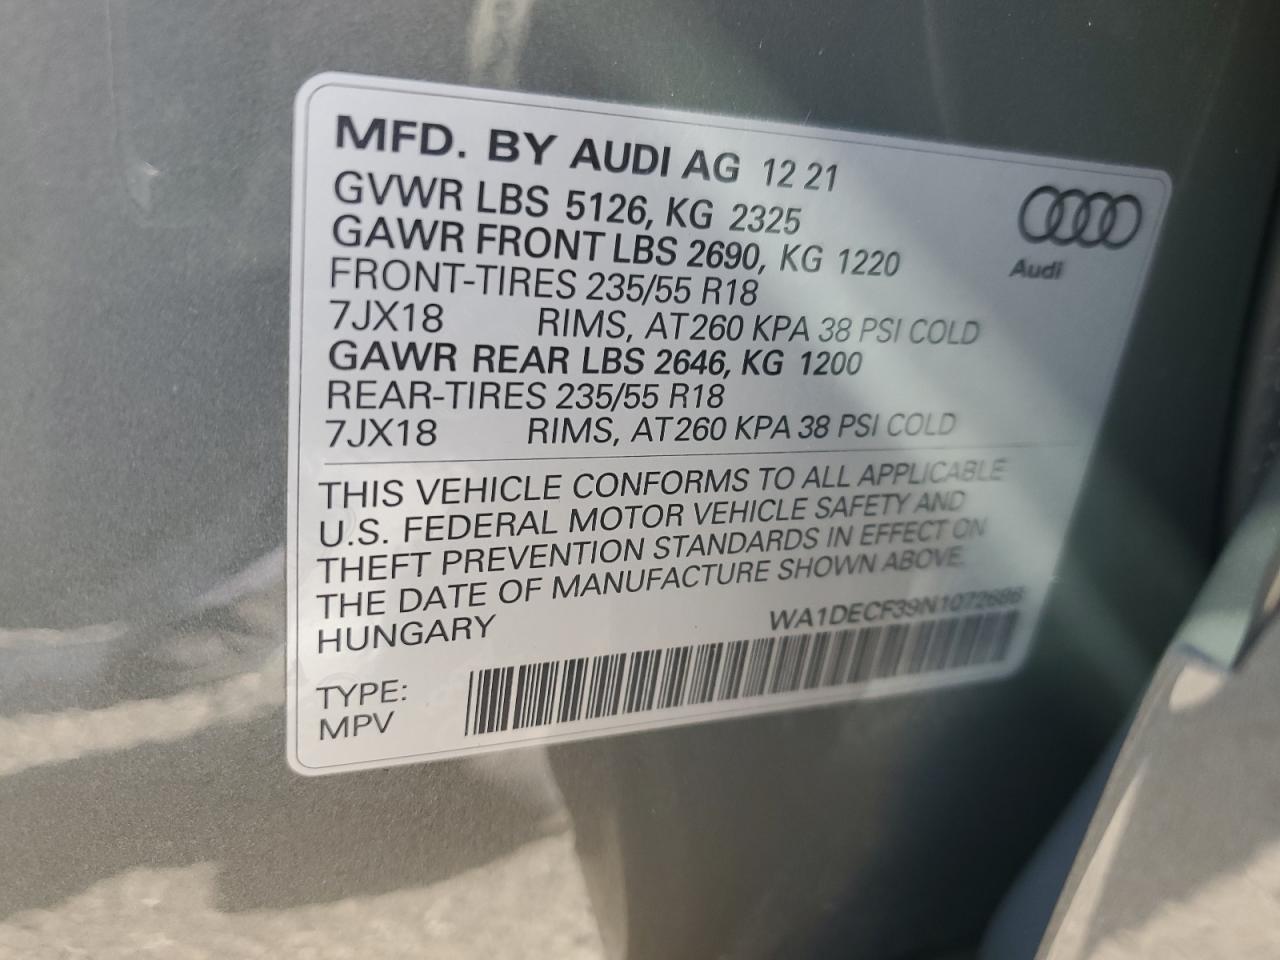 MFD. BY AUDI AG 12 21
GVWR LBS 5126, KG 2325
GAWR FRONT LBS 2690, KG 1220
FRONT-TIRES 235/55 R18
7JX18 RIMS, AT260 KPA 38 PSI COLD
GAWR REAR LBS 2646, KG 1200
REAR-TIRES 235/55 R18
7JX18 RIMS, AT260 KPA 38 PSI COLD
Audi
THIS VEHICLE CONFORMS TO ALL APPLICABLE
U.S. FEDERAL MOTOR VEHICLE SAFETY AND
THEFT PREVENTION STANDARDS IN EFFECT ON
THE DATE OF MANUFACTURE SHOWN ABOVE.
HUNGARY
TYPE:
MPV